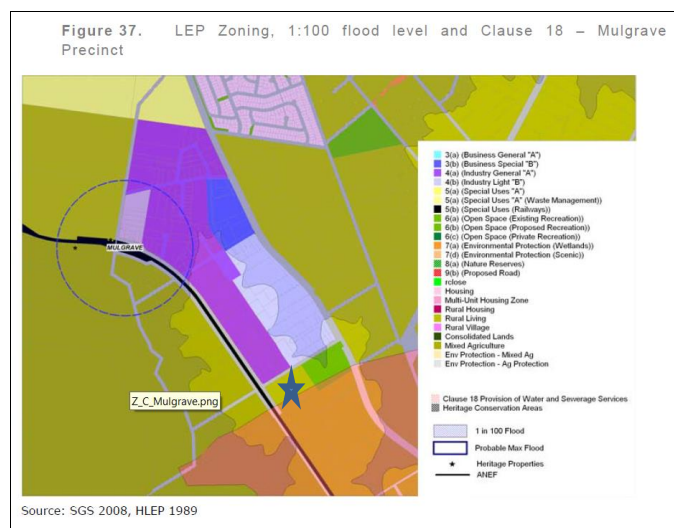 Figure 37. LEP Zoning, 1:100 flood level and Clause 18 – Mulgrave
Precinct
MULGRAVE
Z_C_Mulgrave.png
3(a) (Business General "A")
3(b) (Business Special "B")
4(a) (Industry General "A")
4(b) (Industry Light "B")
5(a) (Special Uses "A")
5(a) (Special Uses "A" (Waste Management))
5(b) (Special Uses (Railways))
6(a) (Open Space (Existing Recreation))
6(b) (Open Space (Proposed Recreation))
6(c) (Open Space (Private Recreation))
7(a) (Environmental Protection (Wetlands))
7(d) (Environmental Protection (Scenic))
8(a) (Nature Reserves)
9(b) (Proposed Road)
rclose
Housing
Multi-Unit Housing Zone
Rural Housing
Rural Living
Rural Village
Consolidated Lands
Mixed Agriculture
Env Protection - Mixed Ag
Env Protection - Ag Protection
Clause 18 Provision of Water and Sewerage Services
Heritage Conservation Areas
1 in 100 Flood
Probable Max Flood
Heritage Properties
ANEF
Source: SGS 2008, HLEP 1989